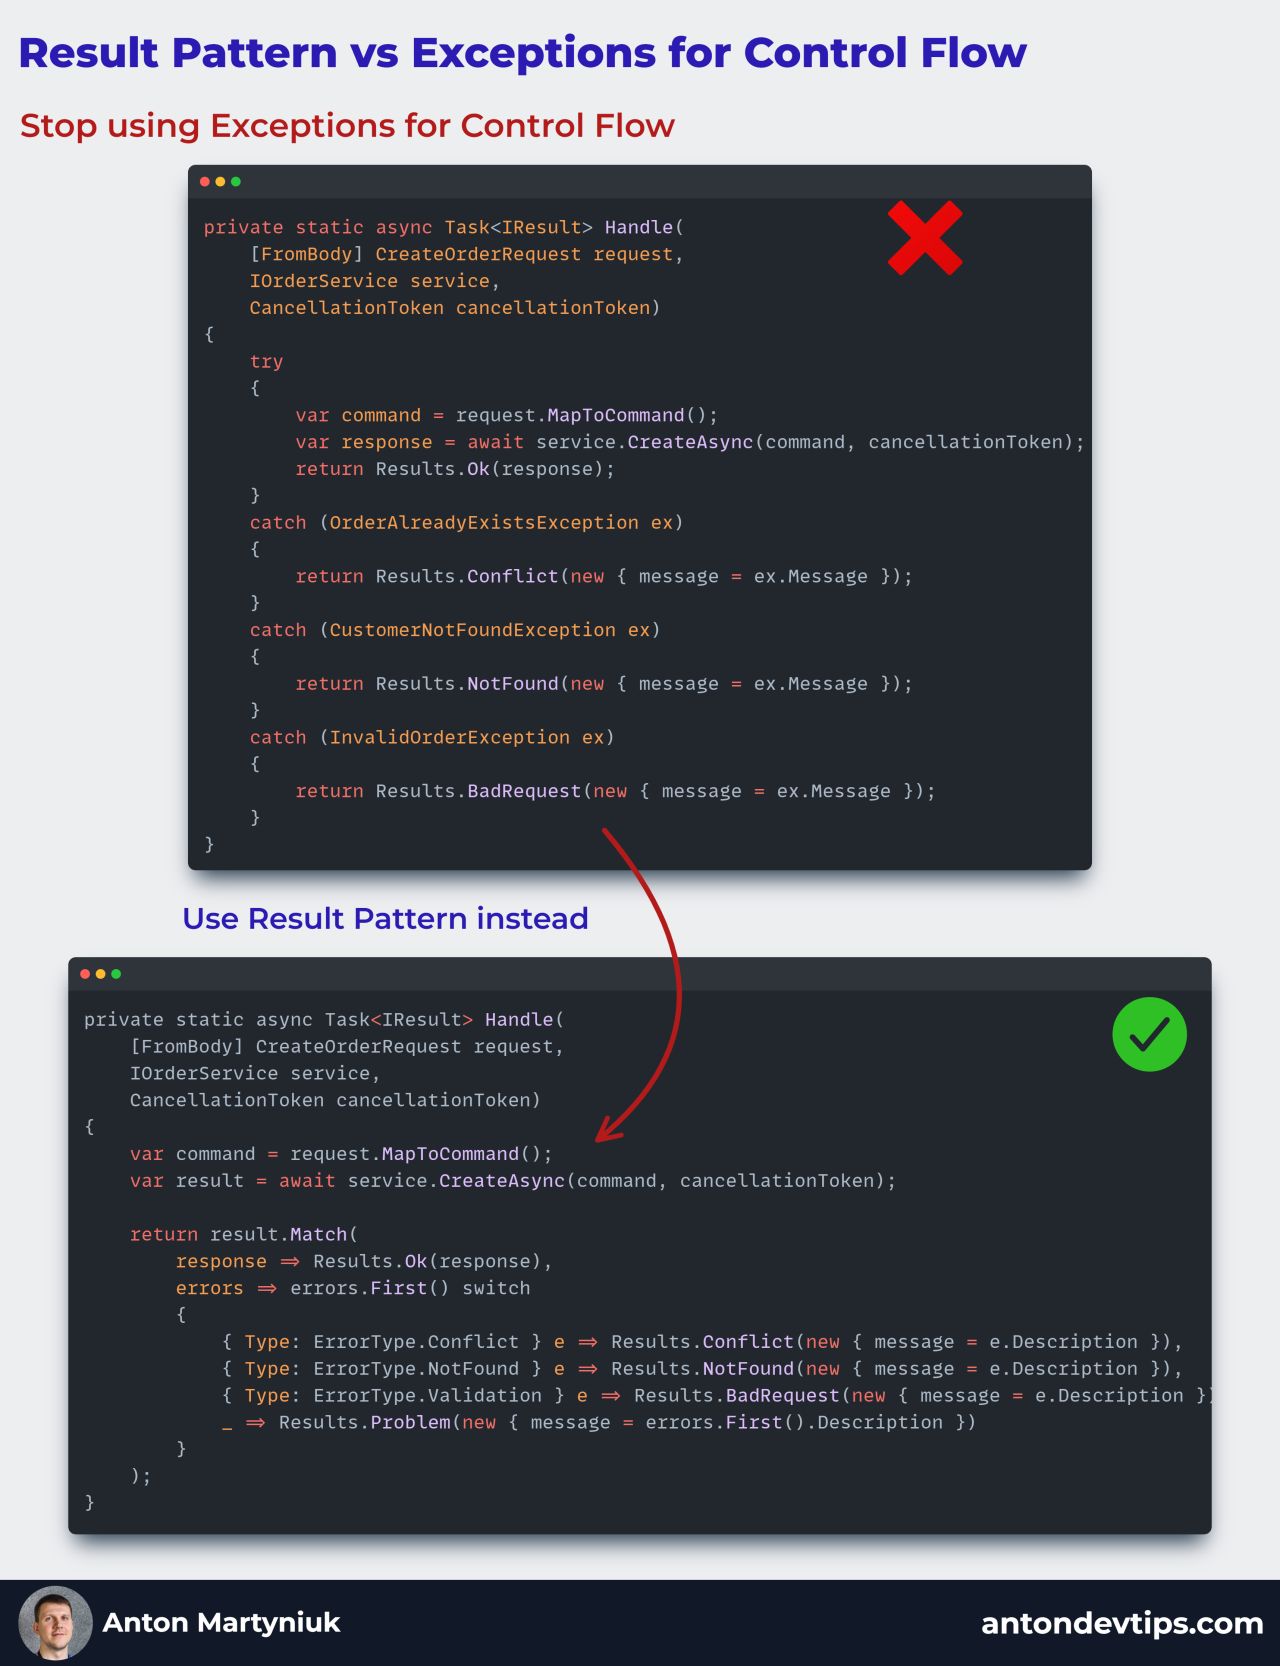 Result Pattern vs Exceptions for Control Flow
Stop using Exceptions for Control Flow
private static async Task<IResult> Handle(
    [FromBody] CreateOrderRequest request,
    IOrderService service,
    CancellationToken cancellationToken)
{
    try
    {
        var command = request.MapToCommand();
        var response = await service.CreateAsync(command, cancellationToken);
        return Results.Ok(response);
    }
    catch (OrderAlreadyExistsException ex)
    {
        return Results.Conflict(new { message = ex.Message });
    }
    catch (CustomerNotFoundException ex)
    {
        return Results.NotFound(new { message = ex.Message });
    }
    catch (InvalidOrderException ex)
    {
        return Results.BadRequest(new { message = ex.Message });
    }
}
Use Result Pattern instead
private static async Task<IResult> Handle(
    [FromBody] CreateOrderRequest request,
    IOrderService service,
    CancellationToken cancellationToken)
{
    var command = request.MapToCommand();
    var result = await service.CreateAsync(command, cancellationToken);
    return result.Match(
        response => Results.Ok(response),
        errors => errors.First() switch
        {
            { Type: ErrorType.Conflict } e => Results.Conflict(new { message = e.Description }),
            { Type: ErrorType.NotFound } e => Results.NotFound(new { message = e.Description }),
            { Type: ErrorType.Validation } e => Results.BadRequest(new { message = e.Description })
            _ => Results.Problem(new { message = errors.First().Description })
        }
    );
}
Anton Martyniuk
antondevtips.com